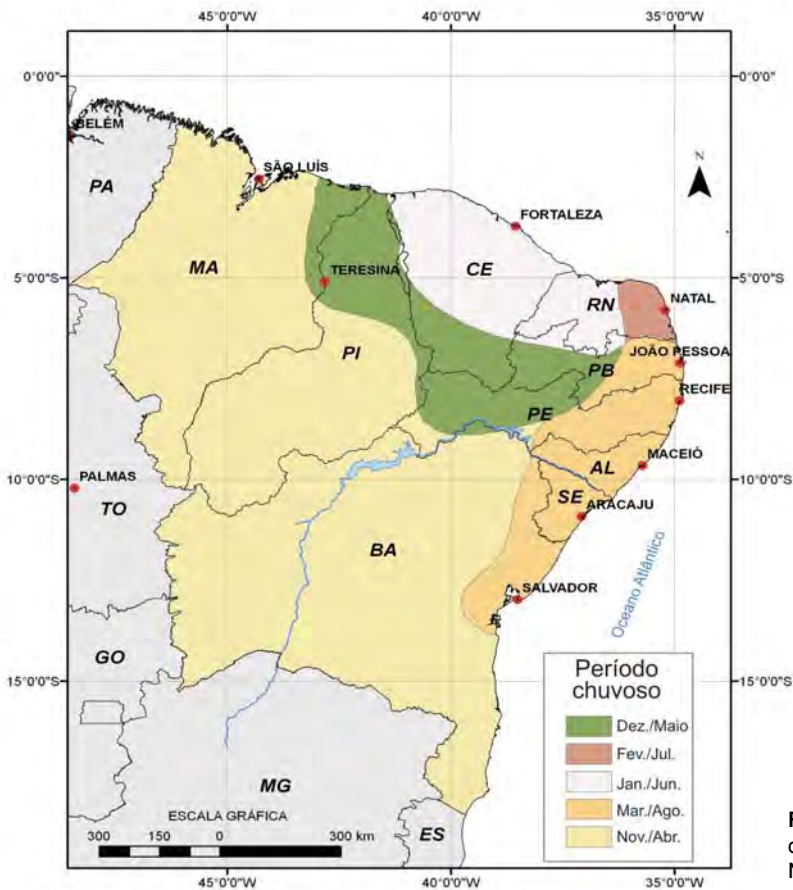 45°0'0"W 40°0'0"W 35°0'0"W
0°0'0" 0°0'0"
BELÉM
SÃO LUÍS
PA
FORTALEZA
N
MA
CE
5°0'0"S 5°0'0"S
TERESINA
RN
NATAL
PI
JOÃO PESSOA
PB
RECIFE
PE
MACEIÓ
AL
PALMAS
10°0'0"S 10°0'0"S
TO
SE
ARACAJU
BA
SALVADOR
Oceano Atlântico
GO
15°0'0"S 15°0'0"S
Período
chuvoso
Dez./Maio
Fev./Jul.
Jan./Jun.
Mar./Ago.
Nov./Abr.
MG
ES
ESCALA GRÁFICA
300 150 0 300 km
45°0'0"W 40°0'0"W 35°0'0"W